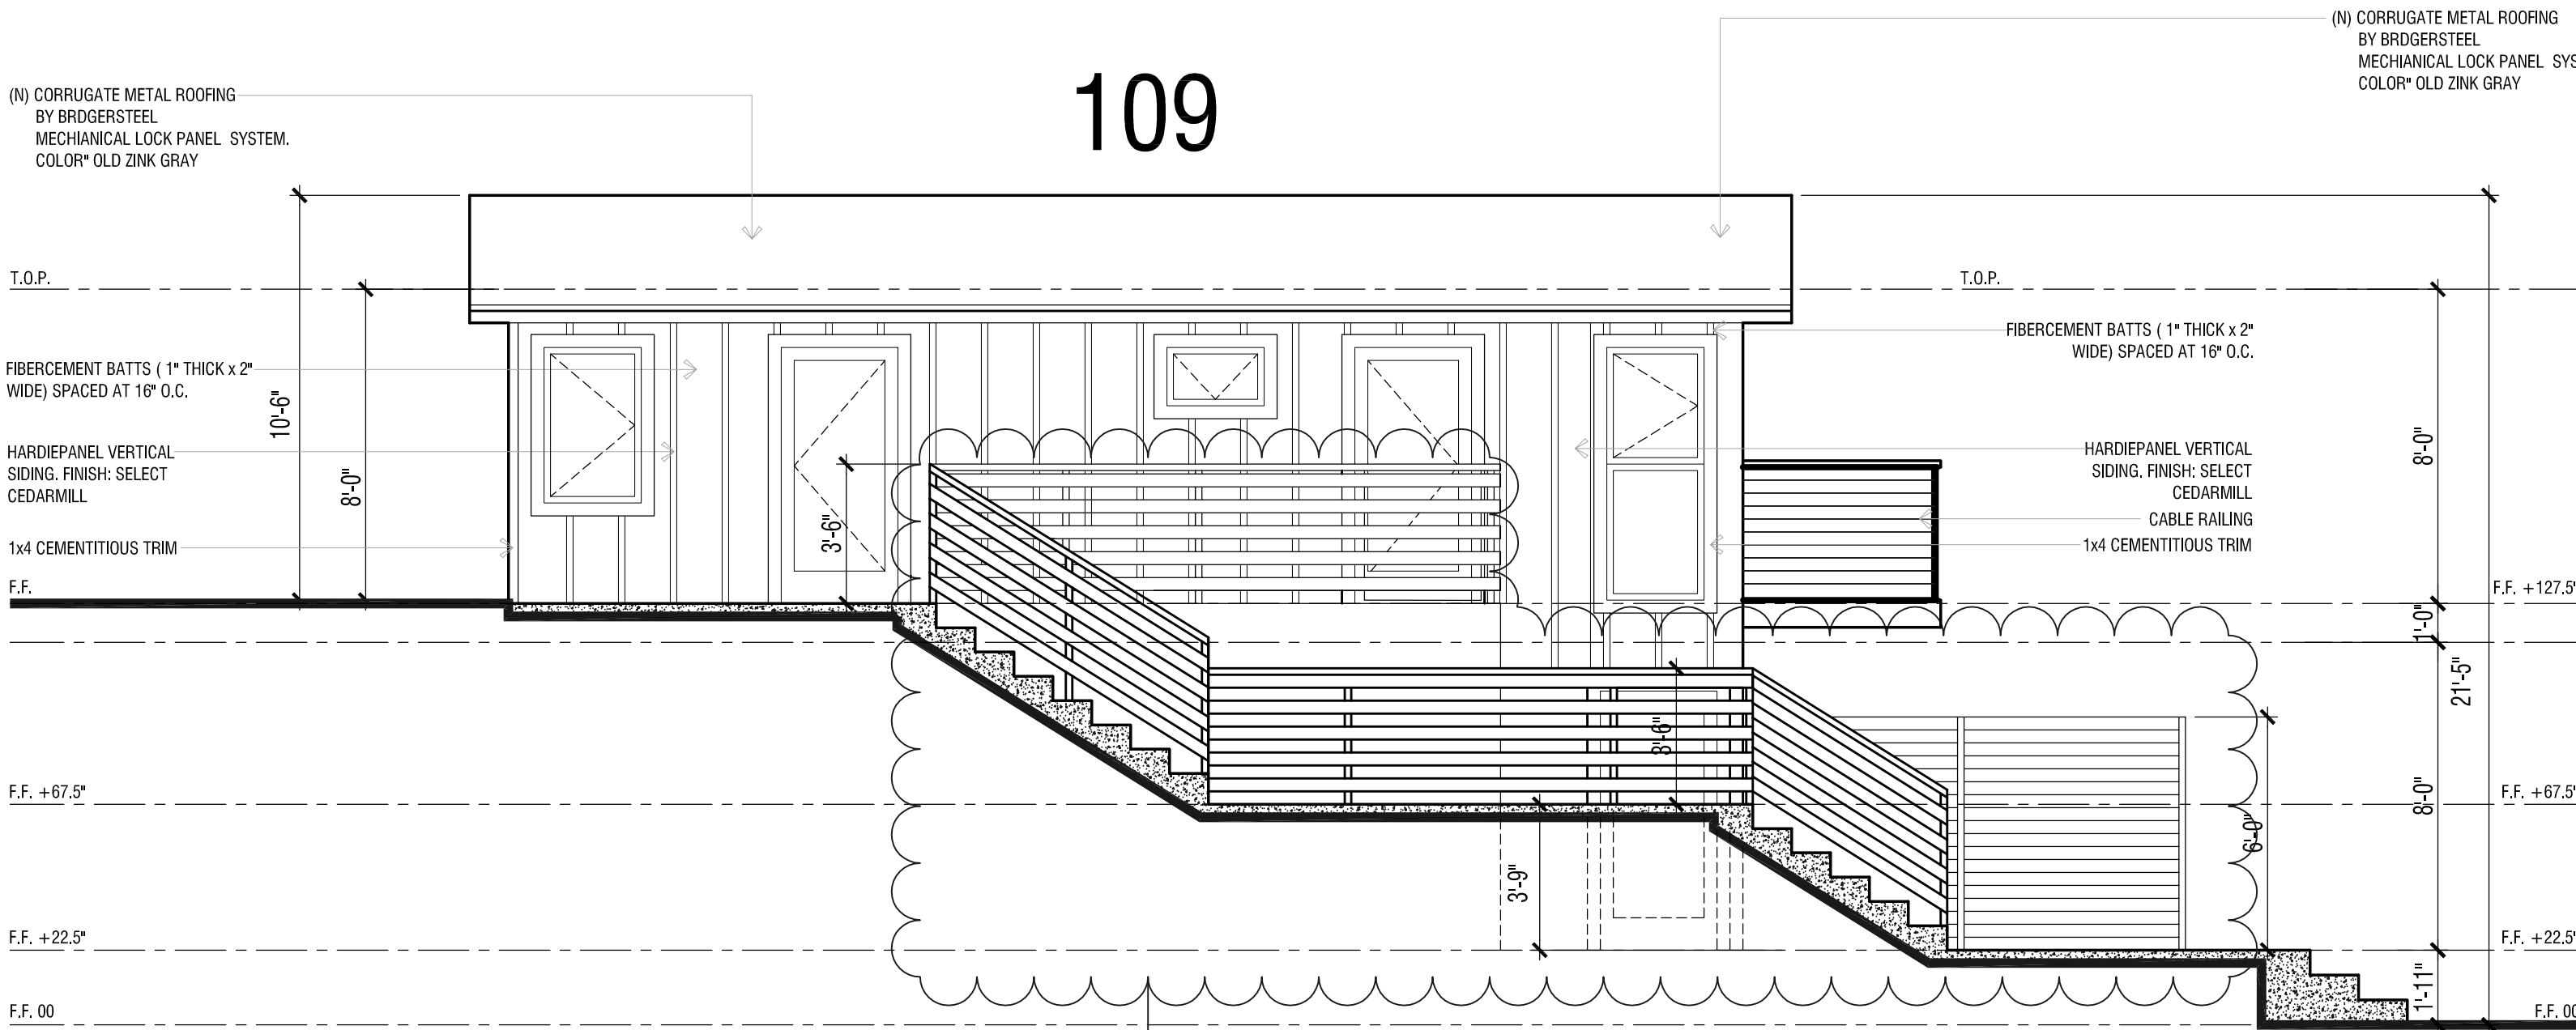 (N) CORRUGATE METAL ROOFING
BY BRDGERSTEEL
MECHIANICAL LOCK PANEL SYS
COLOR" OLD ZINK GRAY
109
(N) CORRUGATE METAL ROOFING
BY BRDGERSTEEL
MECHIANICAL LOCK PANEL SYSTEM.
COLOR" OLD ZINK GRAY
T.O.P.
T.O.P.
FIBERCEMENT BATTS ( 1" THICK x 2"
WIDE) SPACED AT 16" O.C.
FIBERCEMENT BATTS ( 1" THICK x 2"
WIDE) SPACED AT 16" O.C.
10'-6"
8'-0"
HARDIEPANEL VERTICAL
SIDING. FINISH: SELECT
CEDARMILL
HARDIEPANEL VERTICAL
SIDING. FINISH: SELECT
CEDARMILL
8'-0"
3'-6"
CABLE RAILING
1x4 CEMENTITIOUS TRIM
1x4 CEMENTITIOUS TRIM
F.F.
F.F. +127.5"
1'-0"
21'-5"
3'-6"
F.F. +67.5"
F.F. +67.5"
8'-0"
6'-0"
3'-9"
F.F. +22.5"
F.F. +22.5"
1'-11"
F.F. 00
F.F. 00